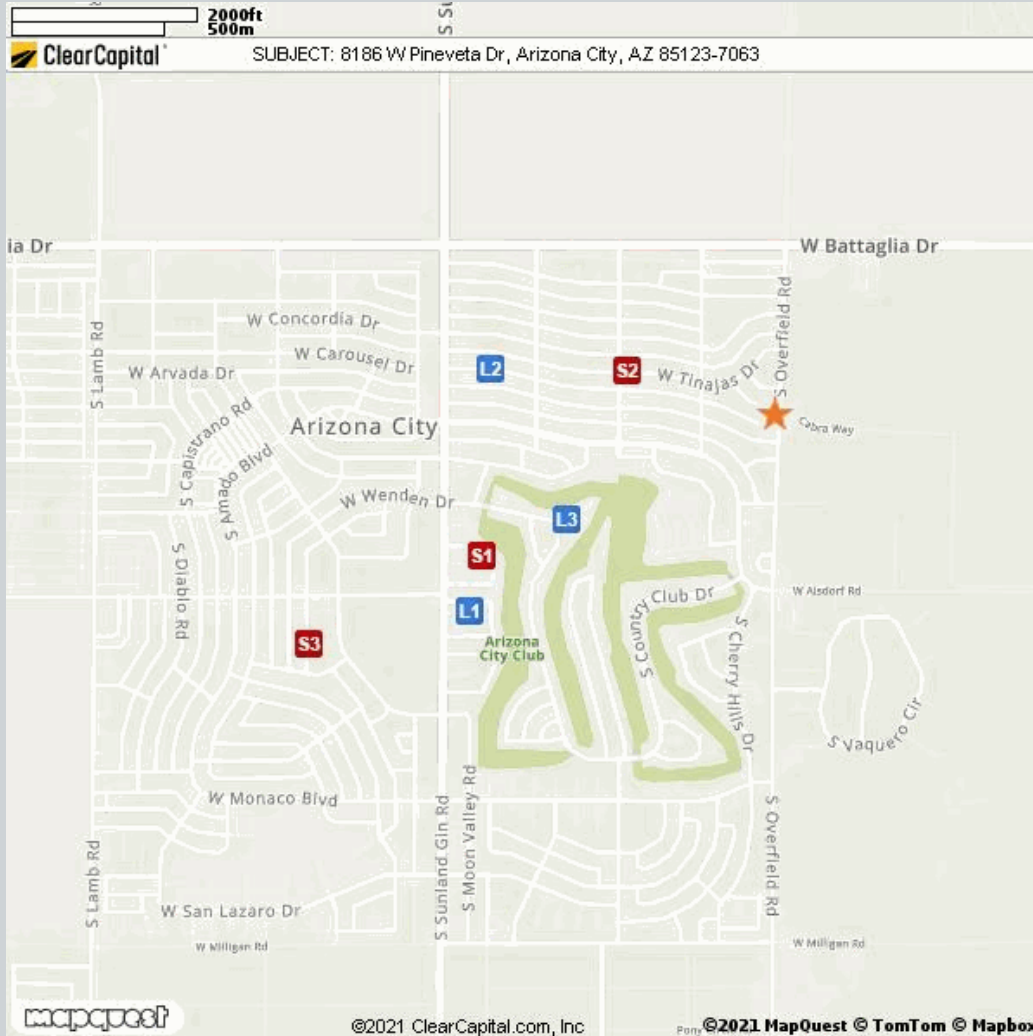 2000ft
500m
ClearCapital
SUBJECT: 8186 W Pineveta Dr, Arizona City, AZ 85123-7063
ia Dr
W Battaglia Dr
S Overfield Rd
W Concordia Dr
S Lamb Rd
W Carousel Dr
W Arvada Dr
L2
S2
W Tinajas Dr
S Capistrano Rd
Arizona City
Cabra Way
S Amado Blvd
W Wenden Dr
L3
S1
S Diablo Rd
W Alsdorf Rd
S Country Club Dr
L1
S3
Arizona
City Club
S Cherry Hills Dr
S Vaquero Cir
W Monaco Blvd
S Sunland Gin Rd
S Moon Valley Rd
S Overfield Rd
S Lamb Rd
W San Lazaro Dr
W Milligan Rd
W Milligan Rd
mapquest
©2021 ClearCapital.com, Inc
©2021 MapQuest © TomTom © Mapbox